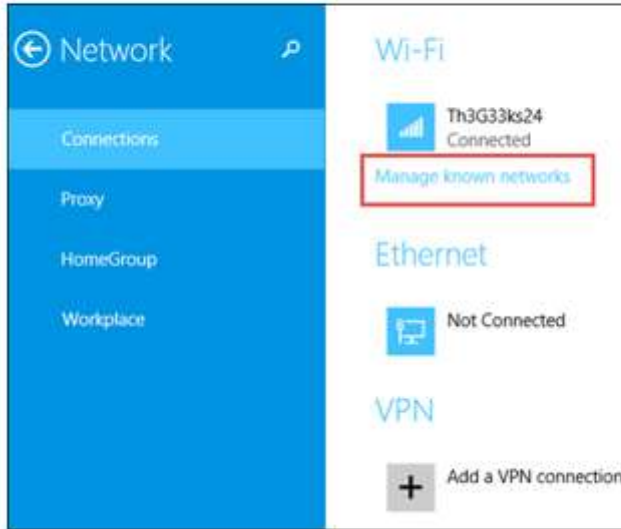 Network
Connections
Proxy
HomeGroup
Workplace
Wi-Fi
Th3G33ks24
Connected
Manage known networks
Ethernet
Not Connected
VPN
Add a VPN connection